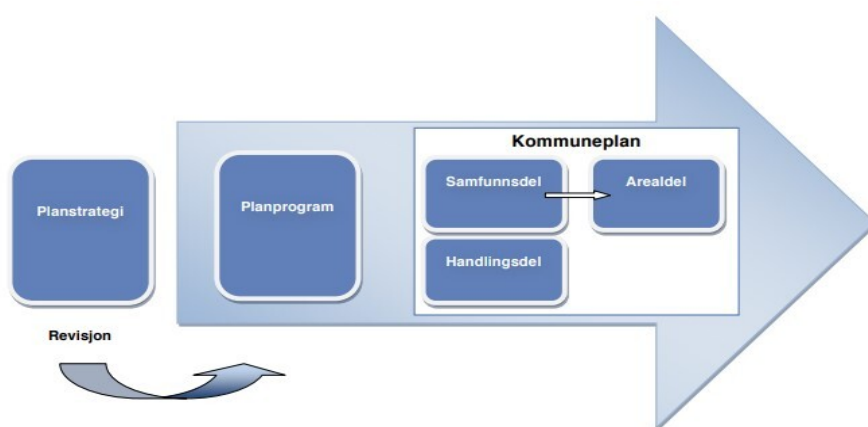 Kommuneplan
Planstrategi
Planprogram
Samfunnsdel
Arealdel
Handlingsdel
Revisjon